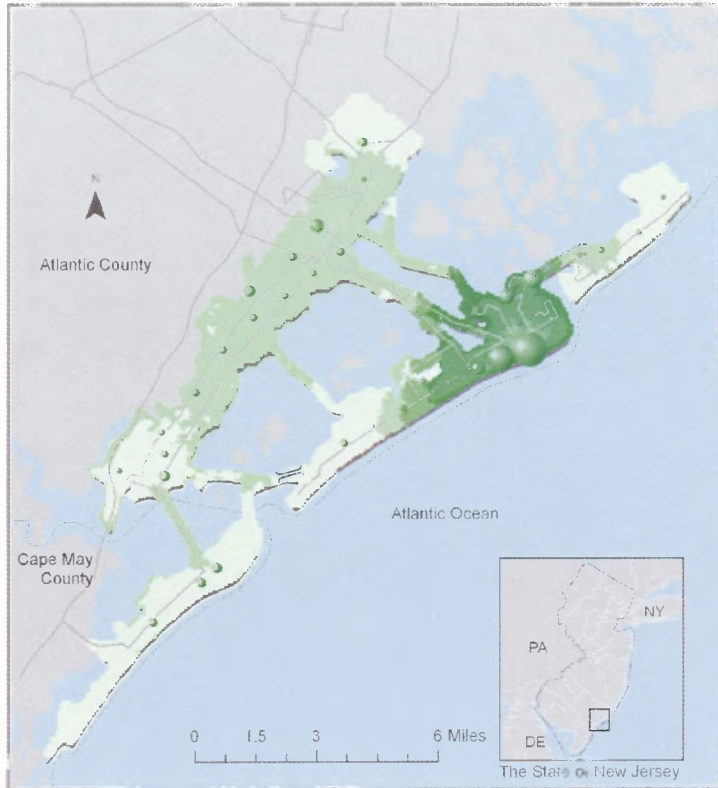 N
Atlantic County
Atlantic Ocean
Cape May
County
NY
PA
DE
0 1.5 3 6 Miles
The State of New Jersey